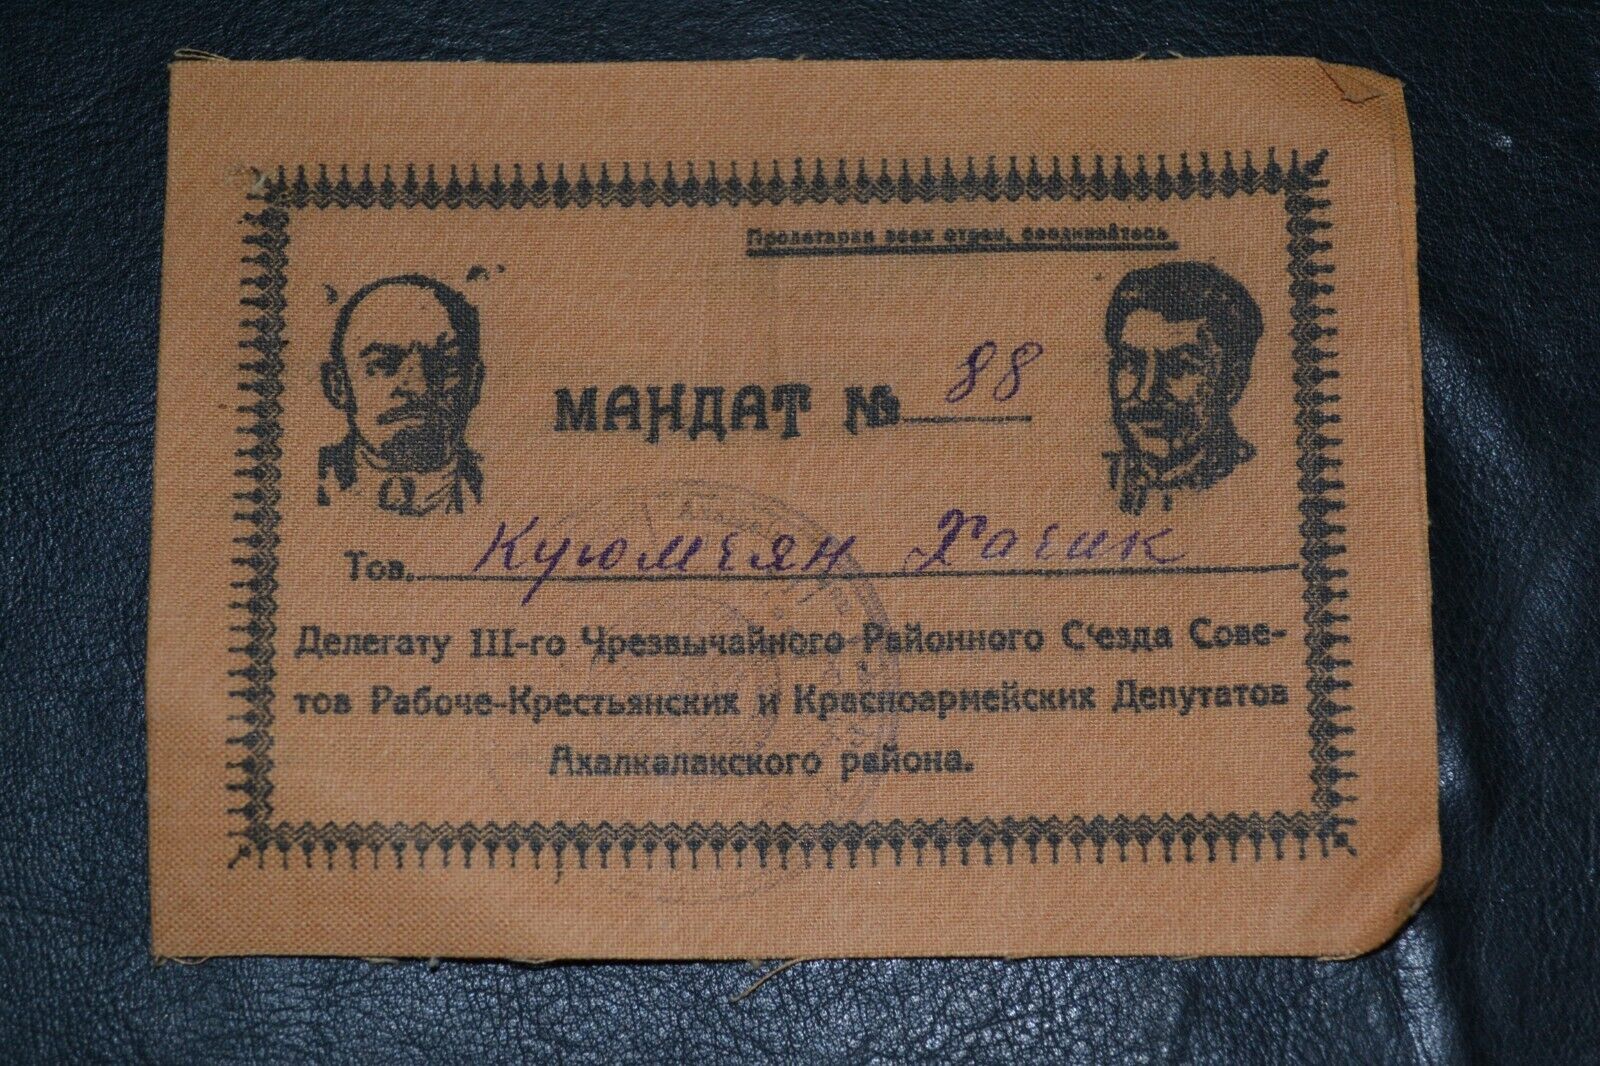 Пролетарии всех стран, соединяйтесь
МАНДАТ № 88
Тов. Куюмчян Хачик
Делегату III-го Чрезвычайного Районного С'езда Сове-
тов Рабоче-Крестьянских и Красноармейских Депутатов
Ахалкалакского района.